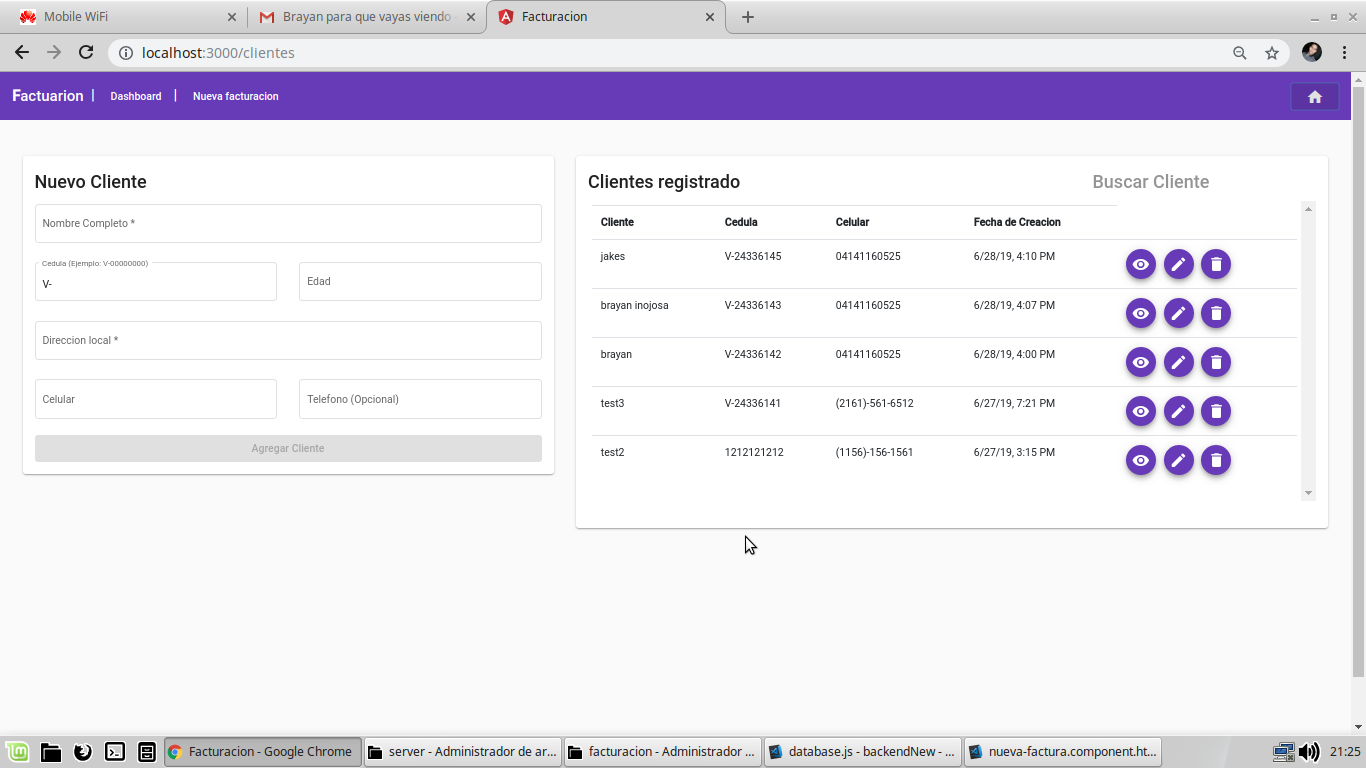 Mobile WiFi
Brayan para que vayas viendo
Facturacion
localhost:3000/clientes
Factuarion | Dashboard | Nueva facturacion
Nuevo Cliente
Nombre Completo *
Cedula (Ejemplo: V-00000000)
V-
Edad
Direccion local *
Celular
Telefono (Opcional)
Agregar Cliente
Clientes registrado
Buscar Cliente
Cliente Cedula Celular Fecha de Creacion
jakes V-24336145 04141160525 6/28/19, 4:10 PM
brayan inojosa V-24336143 04141160525 6/28/19, 4:07 PM
brayan V-24336142 04141160525 6/28/19, 4:00 PM
test3 V-24336141 (2161)-561-6512 6/27/19, 7:21 PM
test2 1212121212 (1156)-156-1561 6/27/19, 3:15 PM
Facturacion - Google Chrome
server - Administrador de ar...
facturacion - Administrador ...
database.js - backendNew - ...
nueva-factura.component.ht...
21:25